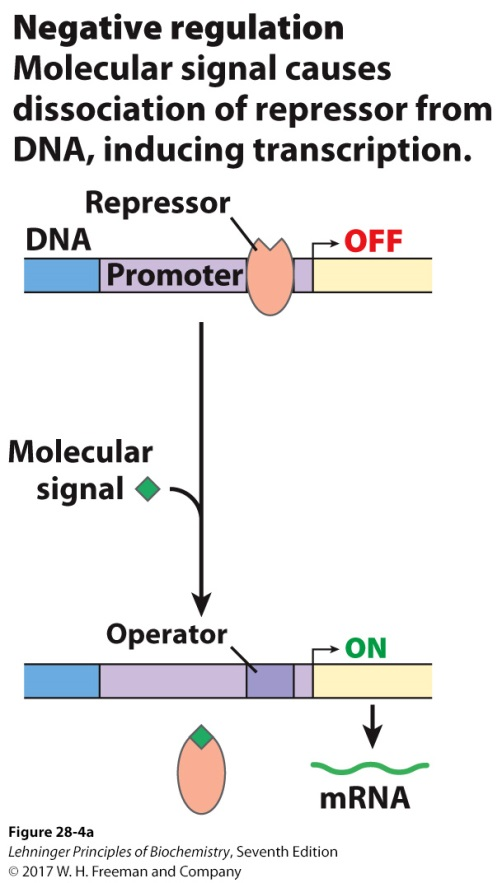 Negative regulation
Molecular signal causes
dissociation of repressor from
DNA, inducing transcription.
Repressor
DNA
OFF
Promoter
Molecular
signal
Operator
ON
mRNA
Figure 28-4a
Lehninger Principles of Biochemistry, Seventh Edition
© 2017 W. H. Freeman and Company